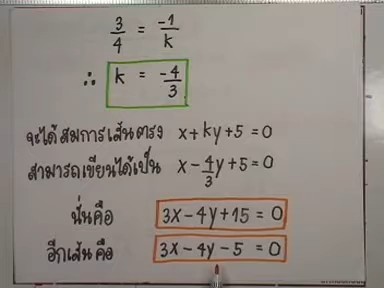 3/4 = -1/k
∴ k = -4/3
จะได้สมการเส้นตรง x+ky+5 = 0
สามารถเขียนได้เป็น x-4/3y+5 = 0
นั่นคือ 3x-4y+15 = 0
อีกเส้นคือ 3x-4y-5 = 0